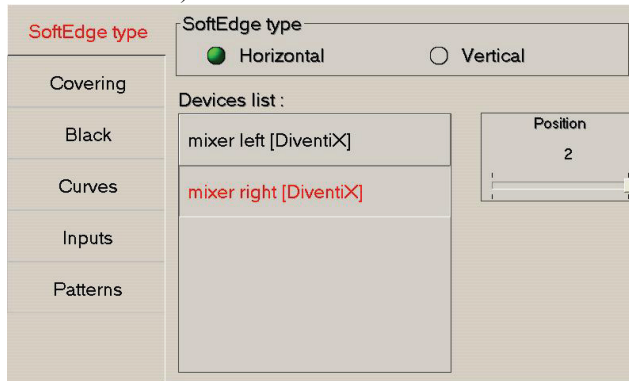 SoftEdge type
Covering
Black
Curves
Inputs
Patterns
SoftEdge type
Horizontal Vertical
Devices list :
mixer left [DiventiX]
mixer right [DiventiX]
Position
2